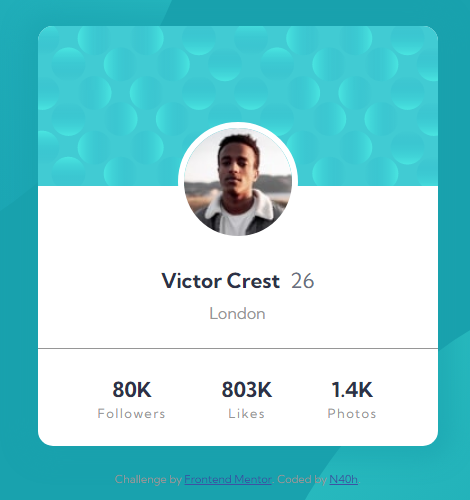 Victor Crest 26
London
80K 803K 1.4K
Followers Likes Photos
Challenge by Frontend Mentor. Coded by N40h